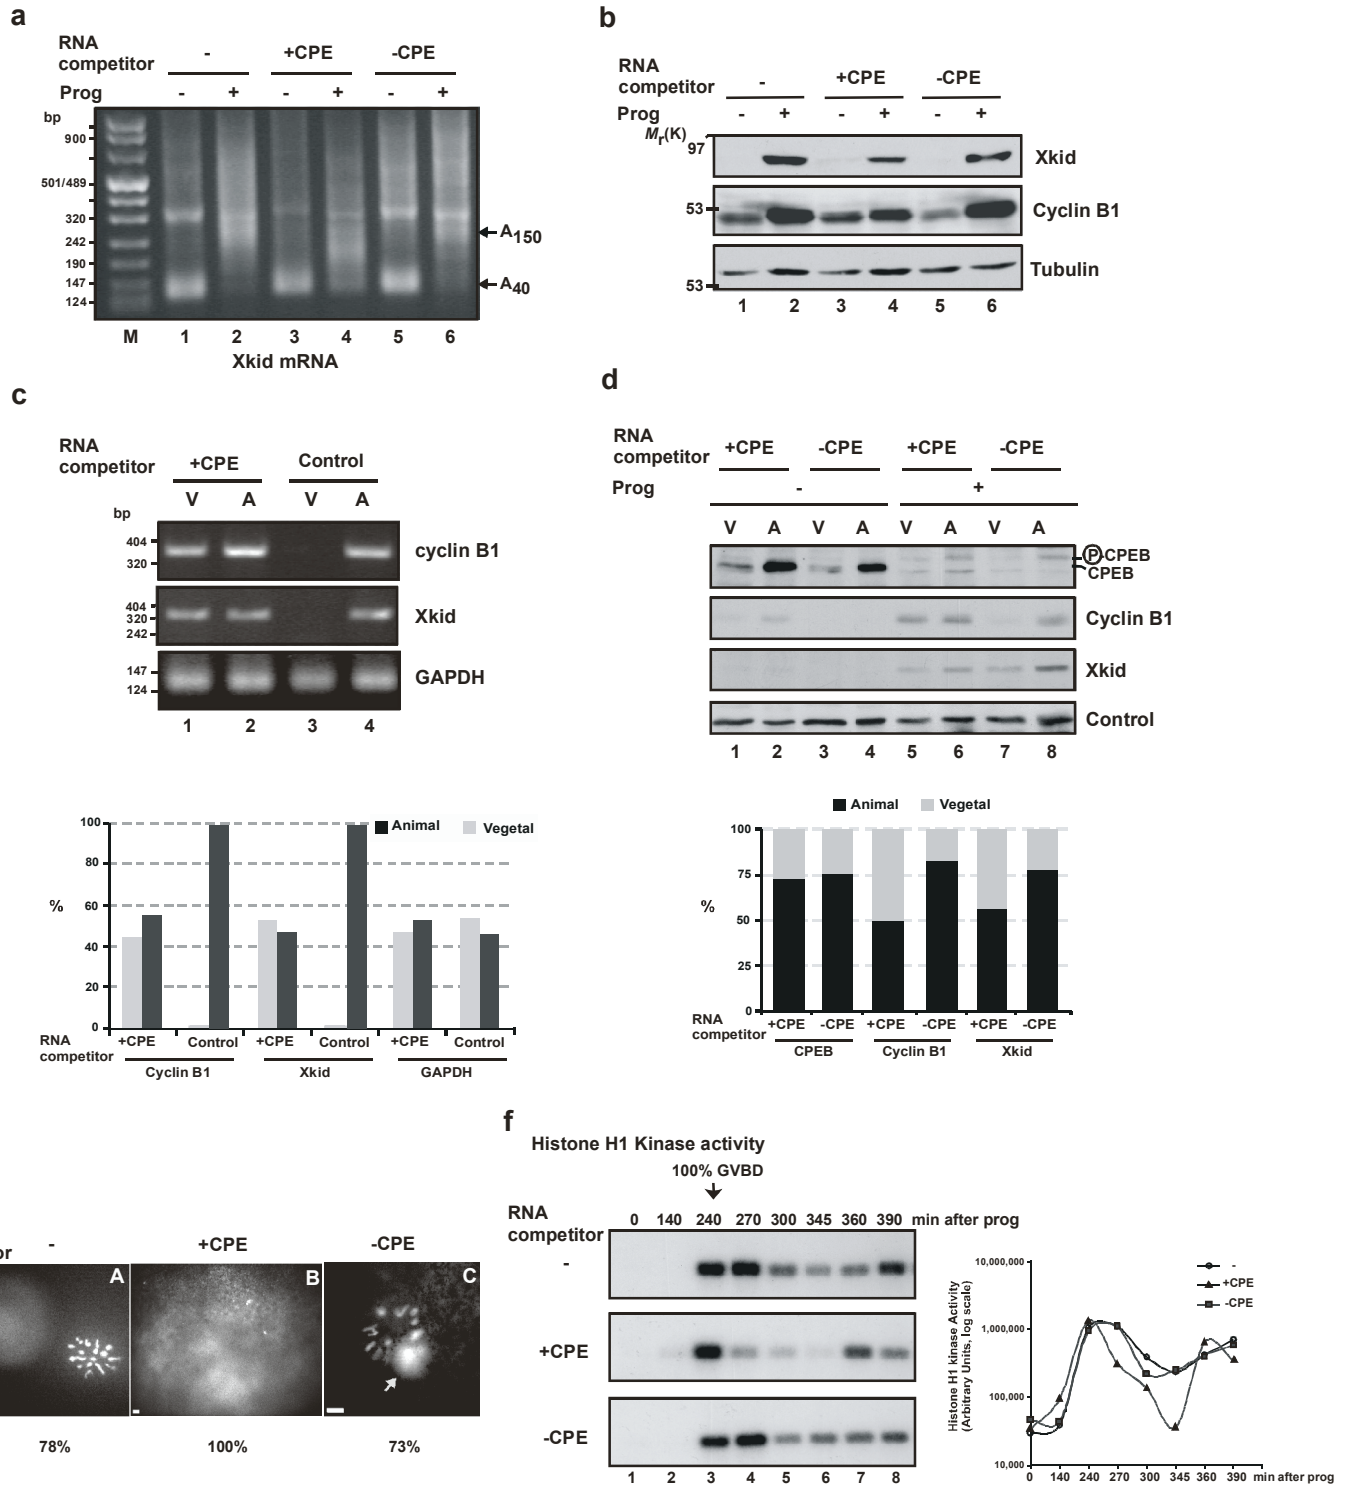 a
RNA
competitor
- +CPE -CPE
Prog - + - + - +
bp
900
501/489
320
242
190
147
124
A150
A40
M 1 2 3 4 5 6
Xkid mRNA
b
RNA
competitor
- +CPE -CPE
Prog - + - + - +
Mr(K)
97
Xkid
53
Cyclin B1
Tubulin
53
1 2 3 4 5 6
c
RNA
competitor
+CPE Control
V A V A
bp
404
320
cyclin B1
404
320
242
Xkid
147
124
GAPDH
1 2 3 4
100
80
60
40
20
0
%
Animal Vegetal
RNA
competitor
+CPE Control +CPE Control +CPE Control
Cyclin B1 Xkid GAPDH
d
RNA
competitor
+CPE -CPE +CPE -CPE
Prog - +
V A V A V A V A
P-CPEB
CPEB
Cyclin B1
Xkid
Control
1 2 3 4 5 6 7 8
Animal Vegetal
100
75
50
25
0
%
RNA
competitor
+CPE -CPE +CPE -CPE +CPE -CPE
CPEB Cyclin B1 Xkid
or - +CPE -CPE
A B C
78% 100% 73%
f
Histone H1 Kinase activity
100% GVBD
RNA
competitor
0 140 240 270 300 345 360 390 min after prog
-
+CPE
-CPE
1 2 3 4 5 6 7 8
Histone H1 kinase Activity
(Arbitrary Units, log scale)
10,000,000
1,000,000
100,000
10,000
-
+CPE
-CPE
0 140 240 270 300 345 360 390 min after prog